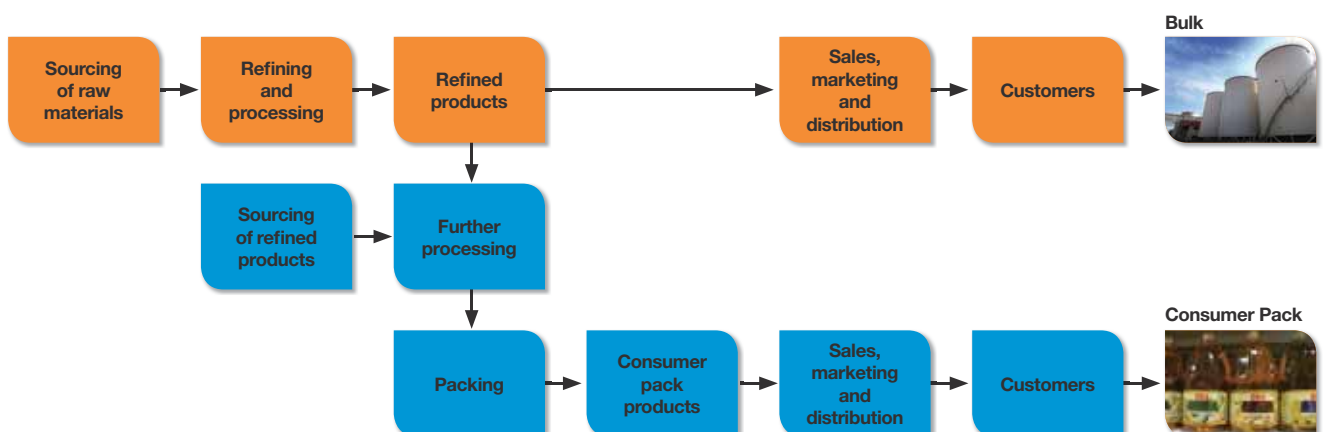 Bulk
Sourcing
of raw
materials
Refining
and
processing
Refined
products
Sales,
marketing
and
distribution
Customers
Sourcing
of refined
products
Further
processing
Consumer Pack
Packing
Consumer
pack
products
Sales,
marketing
and
distribution
Customers